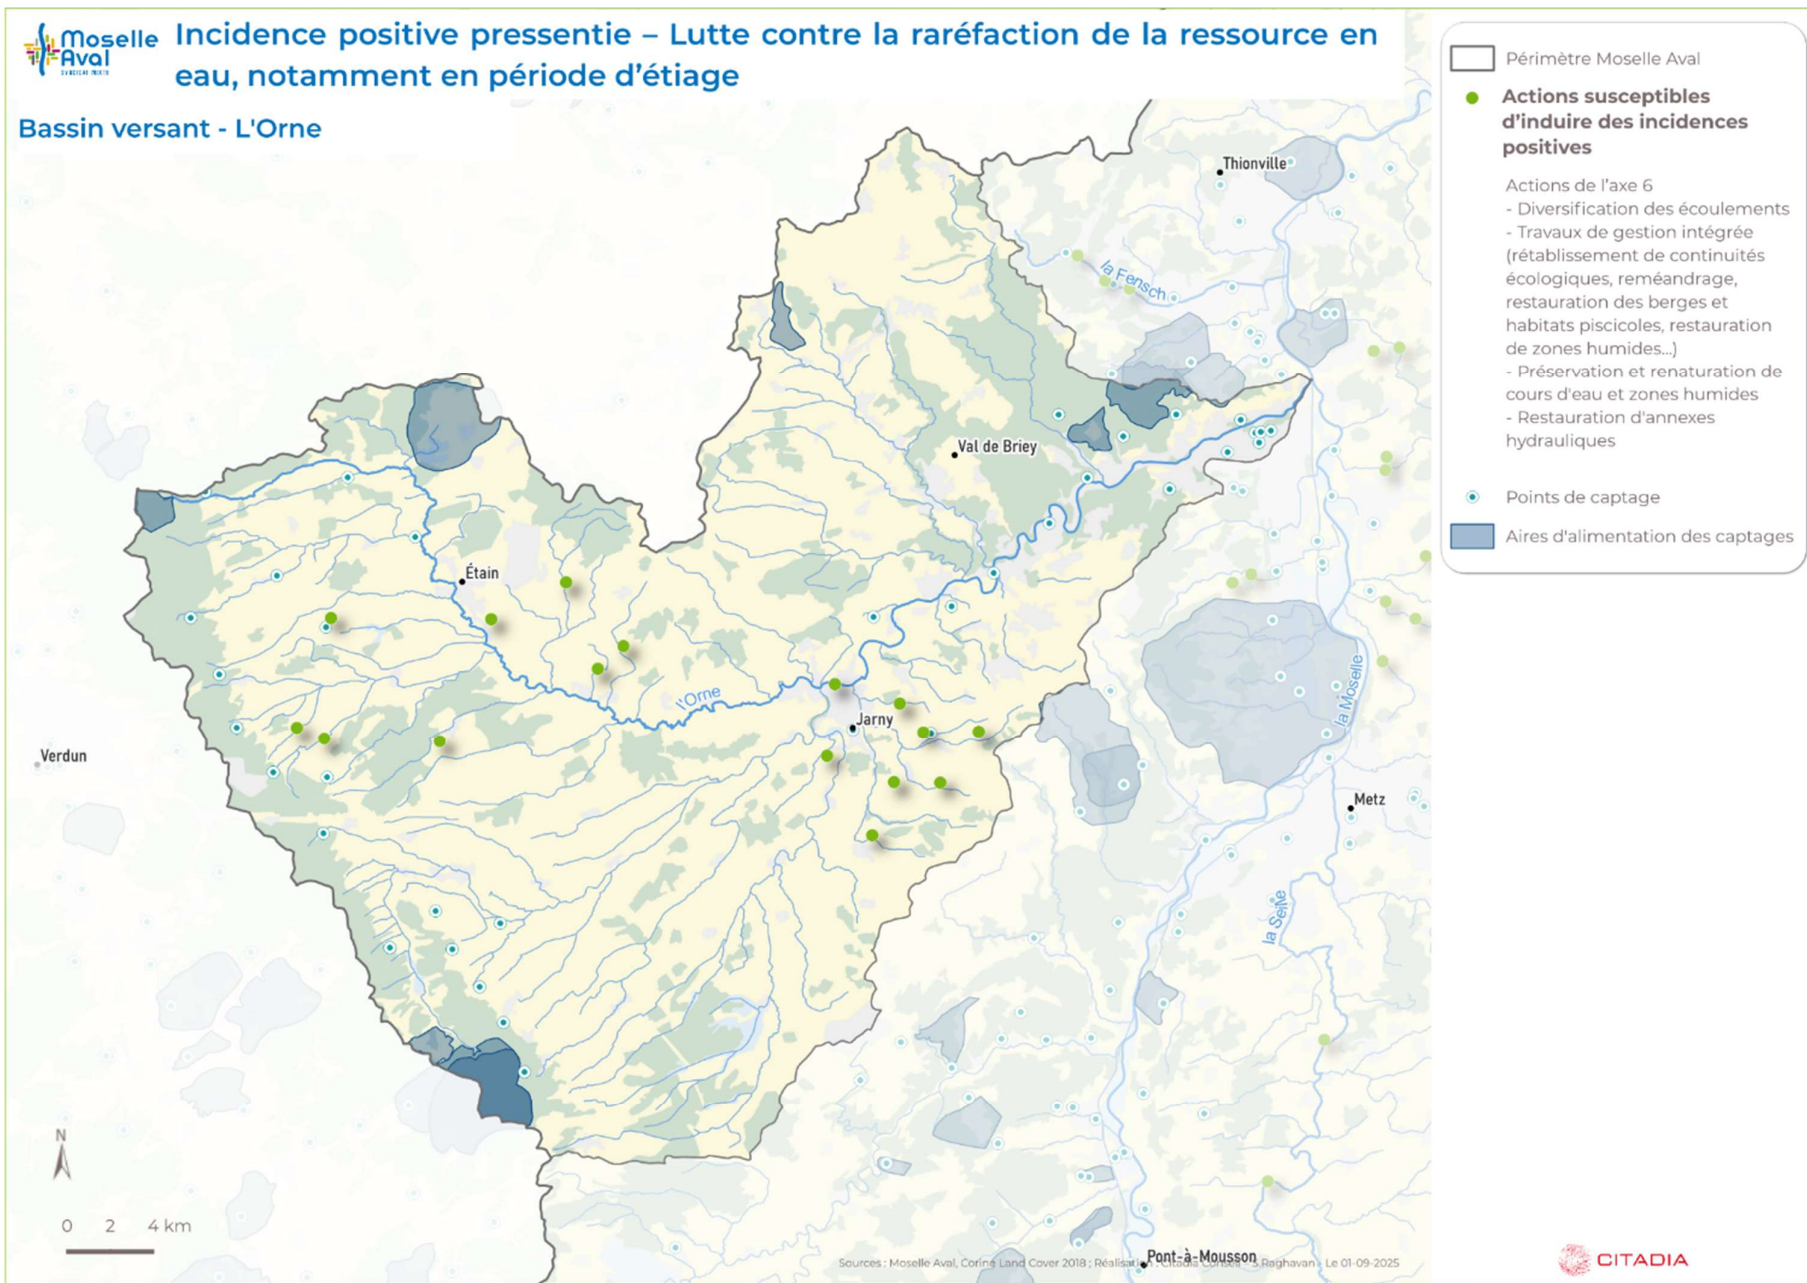 Moselle
Aval
SYNDICAT MIXTE
Incidence positive pressentie – Lutte contre la raréfaction de la ressource en
eau, notamment en période d'étiage
Bassin versant - L'Orne
Périmètre Moselle Aval
Actions susceptibles
d'induire des incidences
positives
Actions de l'axe 6
- Diversification des écoulements
- Travaux de gestion intégrée
(rétablissement de continuités
écologiques, reméandrage,
restauration des berges et
habitats piscicoles, restauration
de zones humides...)
- Préservation et renaturation de
cours d'eau et zones humides
- Restauration d'annexes
hydrauliques
Points de captage
Aires d'alimentation des captages
Thionville
la Fensch
Val de Briey
Étain
l'Orne
la Moselle
Jarny
Verdun
Metz
la Seille
N
0 2 4 km
Pont-à-Mousson
Sources : Moselle Aval, Corine Land Cover 2018 ; Réalisation : Citadia Conseil - S.Raghavan - Le 01-09-2025
CITADIA